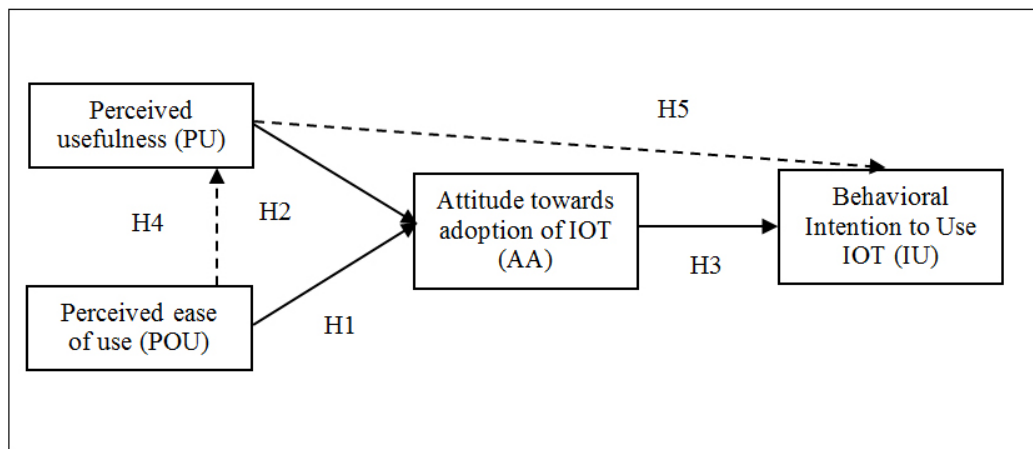 Perceived
usefulness (PU)
H5
H4
H2
Attitude towards
adoption of IOT
(AA)
Behavioral
Intention to Use
IOT (IU)
H3
Perceived ease
of use (POU)
H1